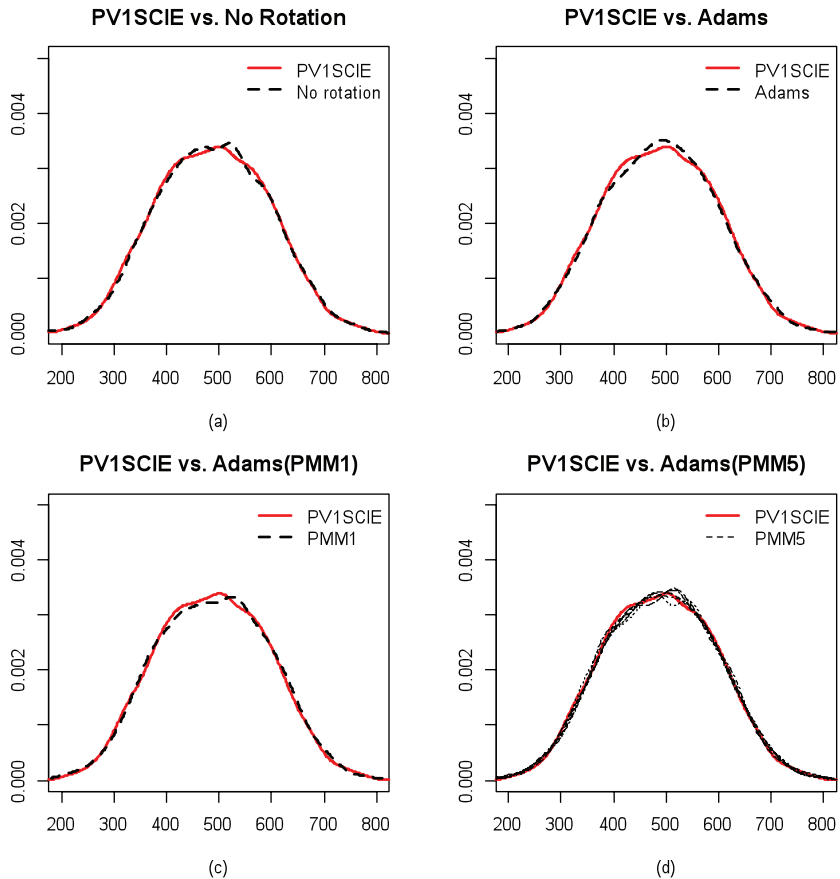 PV1SCIE vs. No Rotation
PV1SCIE
No rotation
0.004
0.002
0.000
200 300 400 500 600 700 800
(a)
PV1SCIE vs. Adams
PV1SCIE
Adams
0.004
0.002
0.000
200 300 400 500 600 700 800
(b)
PV1SCIE vs. Adams(PMM1)
PV1SCIE
PMM1
0.004
0.002
0.000
200 300 400 500 600 700 800
(c)
PV1SCIE vs. Adams(PMM5)
PV1SCIE
PMM5
0.004
0.002
0.000
200 300 400 500 600 700 800
(d)